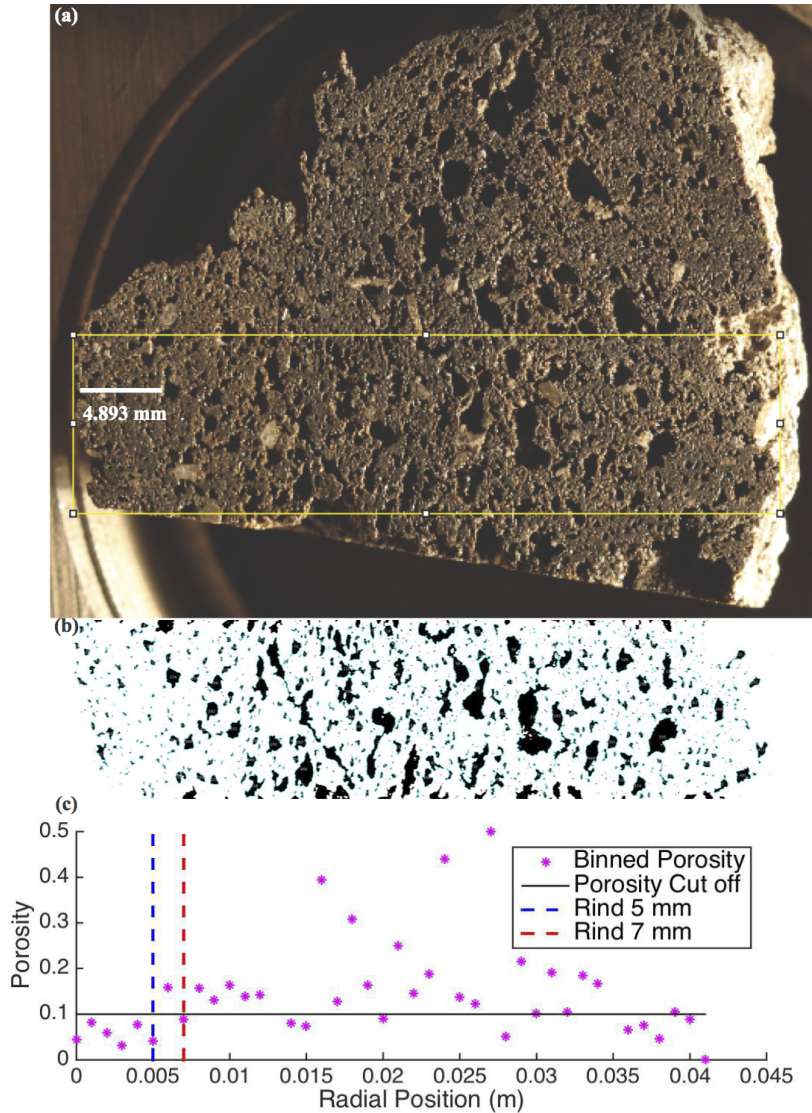 (a)
4.893 mm
(b)
(c)
0.5
0.4
0.3
0.2
0.1
0
Porosity
Binned Porosity
Porosity Cut off
Rind 5 mm
Rind 7 mm
0
0.005
0.01
0.015
0.02
0.025
0.03
0.035
0.04
0.045
Radial Position (m)